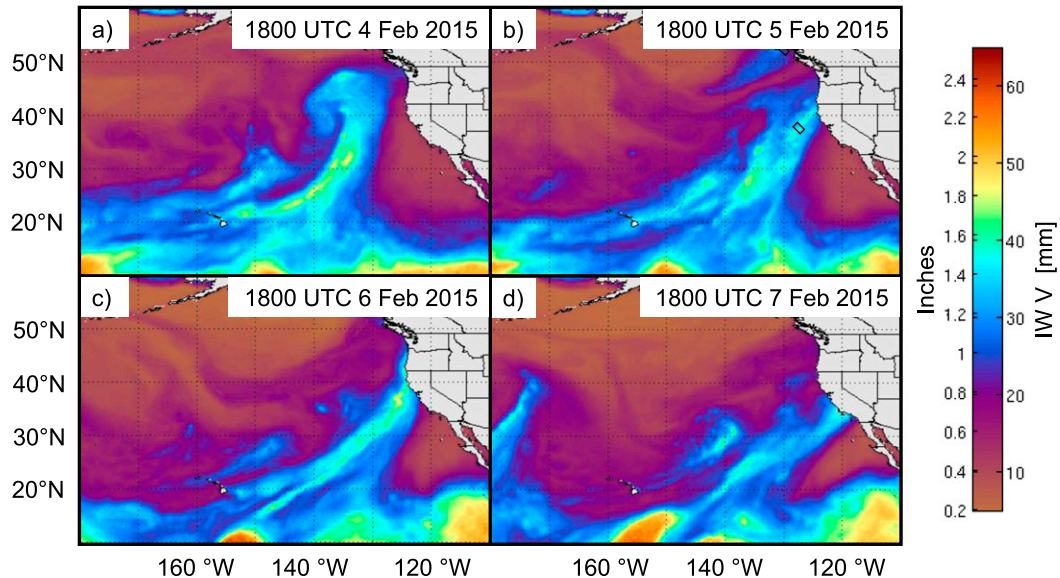 a) 1800 UTC 4 Feb 2015
b) 1800 UTC 5 Feb 2015
50°N
40°N
30°N
20°N
c) 1800 UTC 6 Feb 2015
d) 1800 UTC 7 Feb 2015
50°N
40°N
30°N
20°N
160 °W 140 °W 120 °W
160 °W 140 °W 120 °W
Inches
2.4
2.2
2
1.8
1.6
1.4
1.2
1
0.8
0.6
0.4
0.2
60
50
40
30
20
10
IWV [mm]